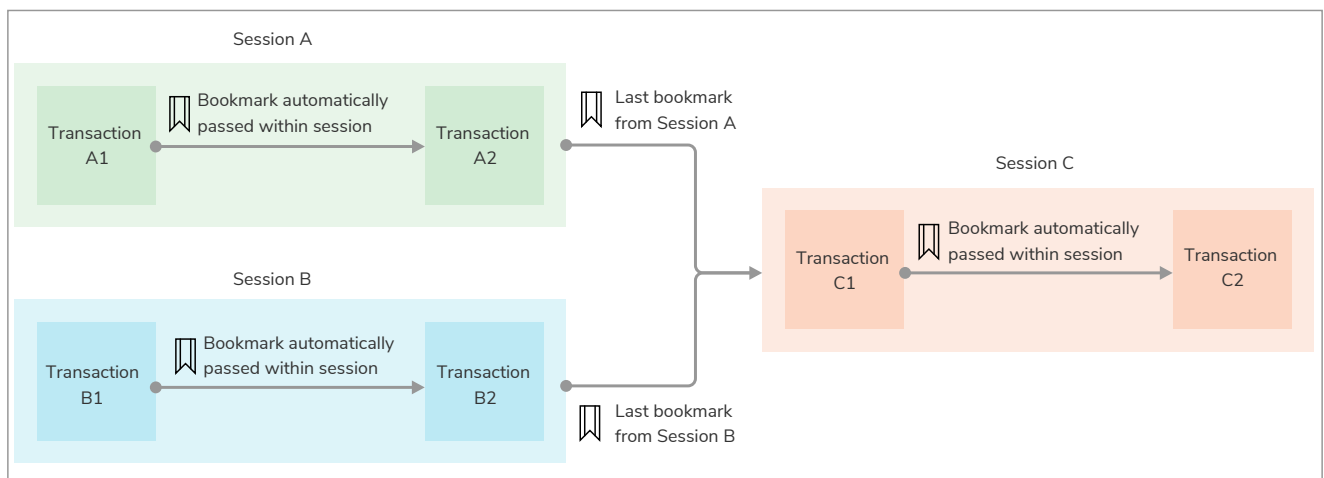 Session A
Transaction
A1
Bookmark automatically
passed within session
Transaction
A2
Last bookmark
from Session A
Session B
Transaction
B1
Bookmark automatically
passed within session
Transaction
B2
Last bookmark
from Session B
Session C
Transaction
C1
Bookmark automatically
passed within session
Transaction
C2